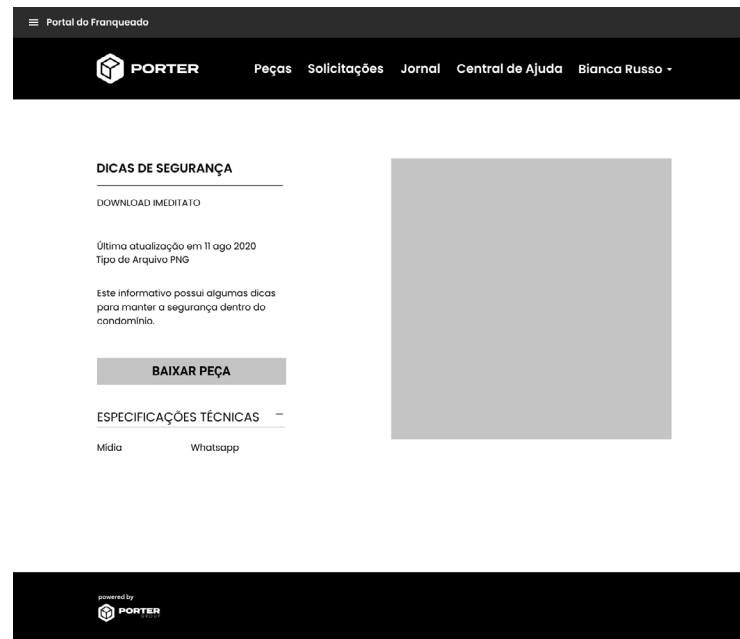 Portal do Franqueado
PORTER Peças Solicitações Jornal Central de Ajuda Bianca Russo
DICAS DE SEGURANÇA
DOWNLOAD IMEDITATO
Última atualização em 11 ago 2020
Tipo de Arquivo PNG
Este informativo possui algumas dicas
para manter a segurança dentro do
condomínio.
BAIXAR PEÇA
ESPECIFICAÇÕES TÉCNICAS
Mídia Whatsapp
powered by
PORTER
GROUP